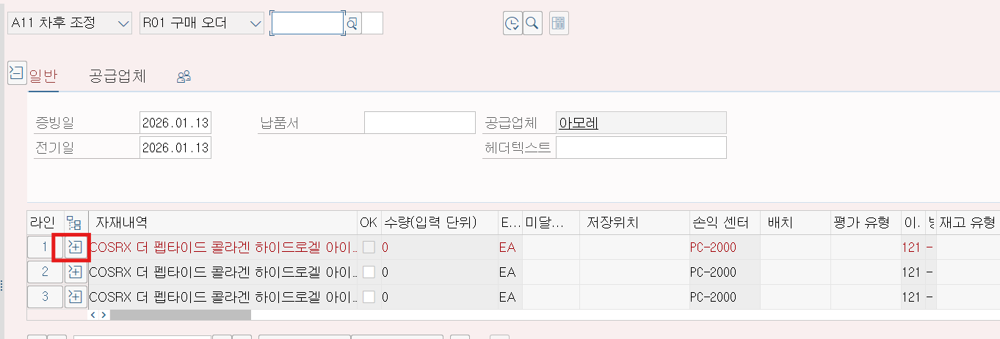 A11 차후 조정 R01 구매 오더
일반 공급업체
증빙일 2026.01.13 납품서 공급업체 아모레
전기일 2026.01.13 헤더텍스트
라인 자재내역 OK 수량(입력 단위) E... 미달... 저장위치 손익 센터 배치 평가 유형 이. 재고 유형
1 COSRX 더 펩타이드 콜라겐 하이드로겔 아이... 0 EA PC-2000 121 -
2 COSRX 더 펩타이드 콜라겐 하이드로겔 아이... 0 EA PC-2000 121 -
3 COSRX 더 펩타이드 콜라겐 하이드로겔 아이... 0 EA PC-2000 121 -